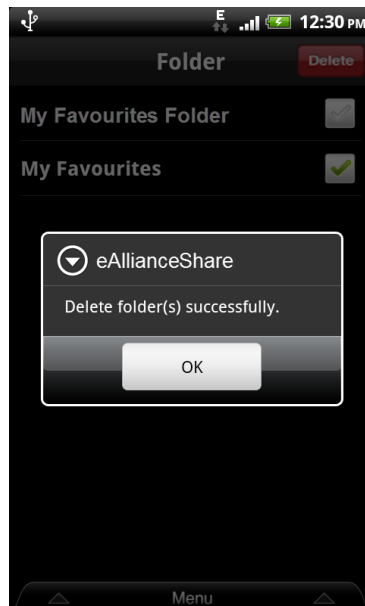 E
12:30 PM
Folder
Delete
My Favourites Folder
My Favourites
eAllianceShare
Delete folder(s) successfully.
OK
Menu